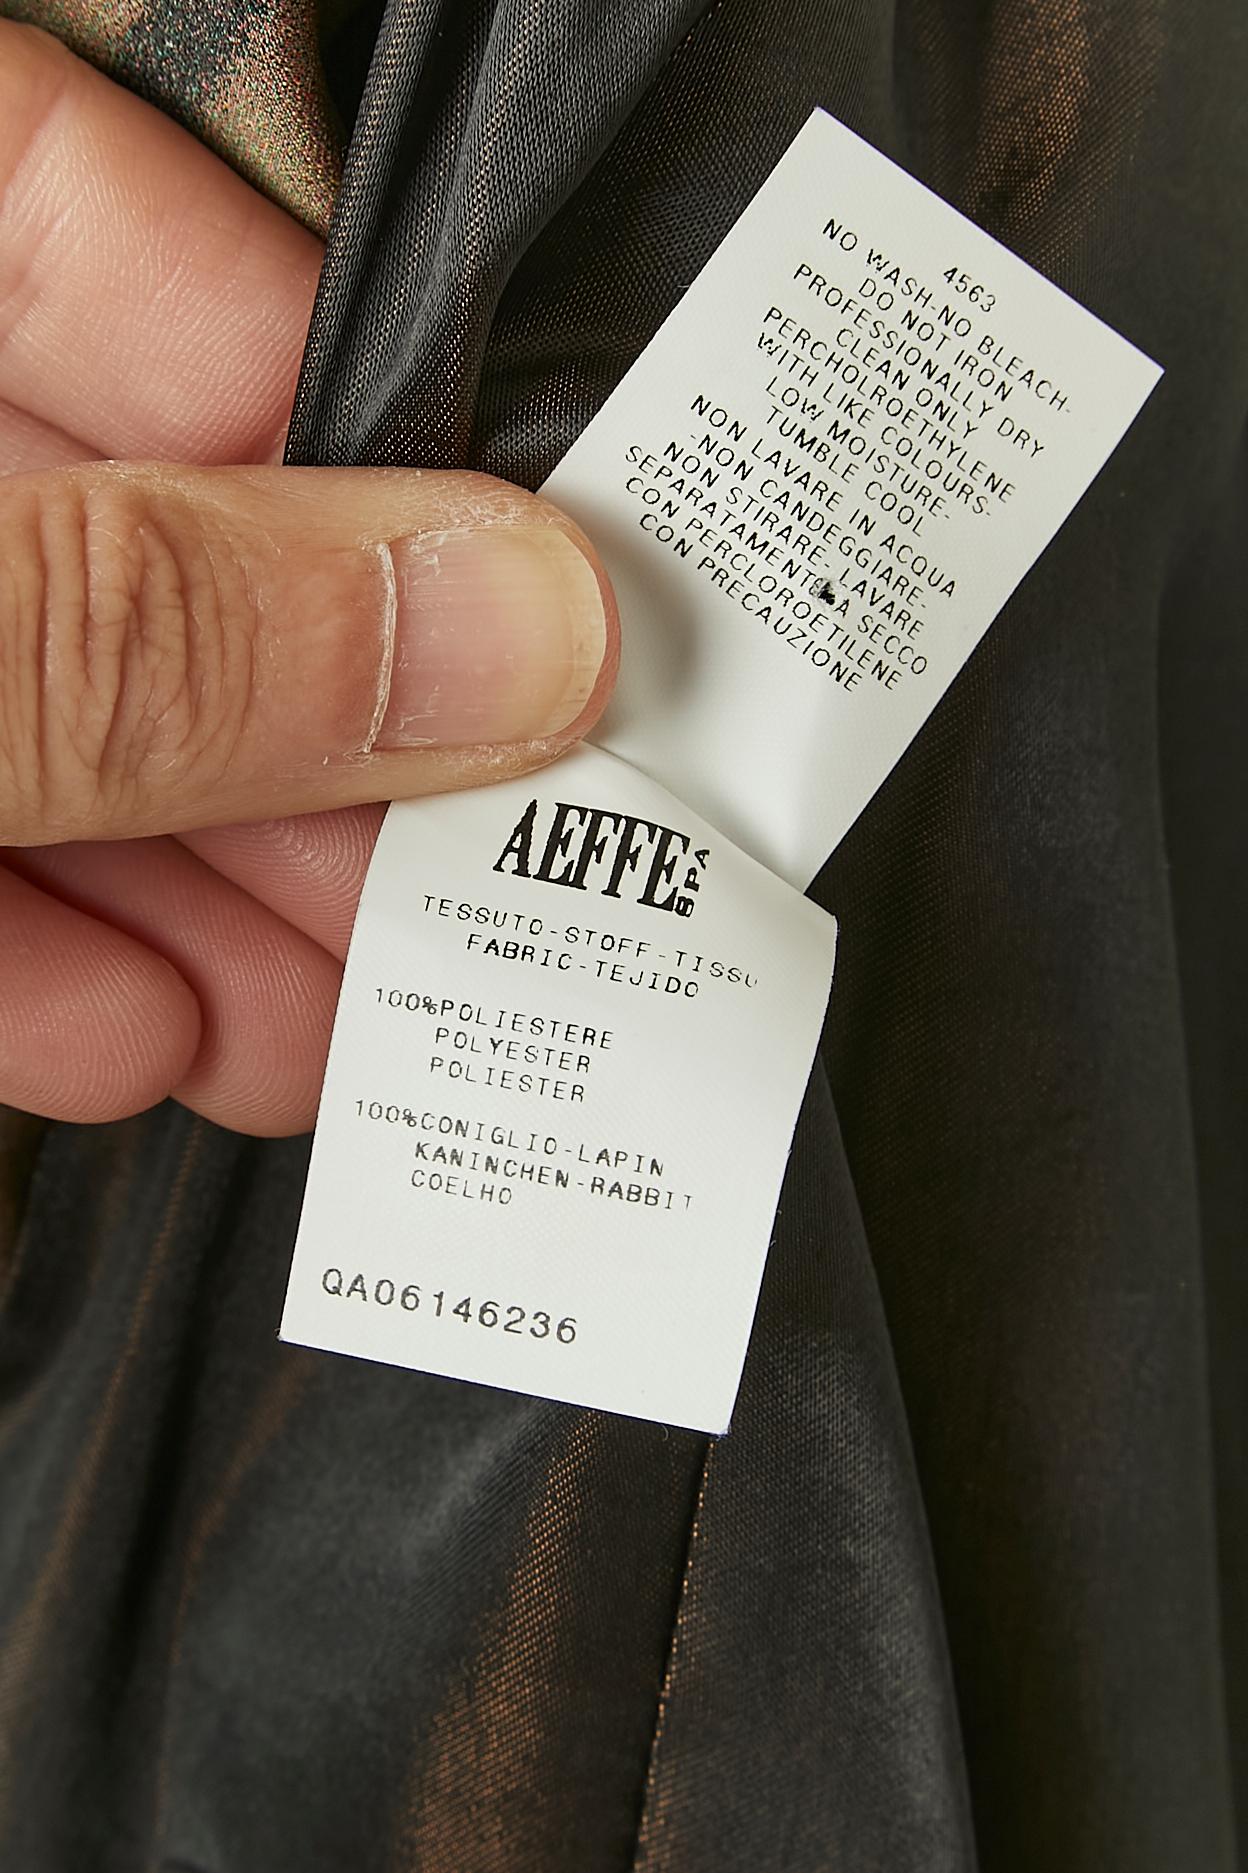 4563
NO WASH-NO BLEACH-
DO NOT IRON
PROFESSIONALLY DRY
CLEAN ONLY
PERCHOLROETHYLENE
WITH LIKE COLOURS-
LOW MOISTURE-
TUMBLE COOL
NON LAVARE IN ACQUA
-NON CANDEGGIARE-
NON STIRARE- LAVARE
SEPARATAMENTE A SECCO
CON PERCLOROETILENE
CON PRECAUZIONE
AEFFE SPA
TESSUTO-STOFF-TISSU
FABRIC-TEJIDO
100%POLIESTERE
POLYESTER
POLIESTER
100%CONIGLIO-LAPIN
KANINCHEN-RABBIT
COELHO
QA06146236